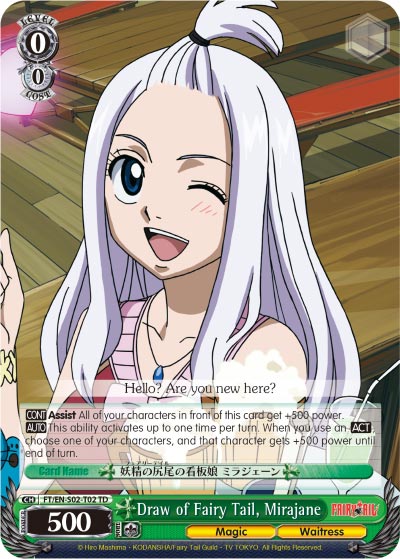 LEVEL
0
0
COST
Hello? Are you new here?
CONT Assist All of your characters in front of this card get +500 power.
AUTO This ability activates up to one time per turn. When you use an ACT, choose one of your characters, and that character gets +500 power until end of turn.
Card Name 妖精の尻尾の看板娘 ミラジェーン
CH FT/EN-S02-T02 TD
POWER 500
Draw of Fairy Tail, Mirajane
FAIRY TAIL
Magic
Waitress
© Hiro Mashima・KODANSHA/Fairy Tail Guild・TV TOKYO. All Rights Reserved.